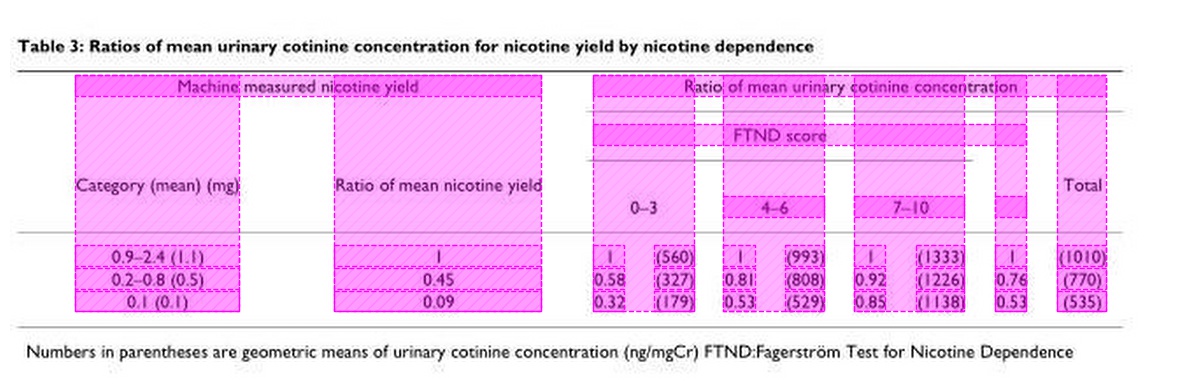 Table 3: Ratios of mean urinary cotinine concentration for nicotine yield by nicotine dependence
Machine measured nicotine yield Ratio of mean urinary cotinine concentration
FTND score
Category (mean) (mg) Ratio of mean nicotine yield Total
0–3 4–6 7–10
0.9–2.4 (1.1) 1 1 (560) 1 (993) 1 (1333) 1 (1010)
0.2–0.8 (0.5) 0.45 0.58 (327) 0.81 (808) 0.92 (1226) 0.76 (770)
0.1 (0.1) 0.09 0.32 (179) 0.53 (529) 0.85 (1138) 0.53 (535)
Numbers in parentheses are geometric means of urinary cotinine concentration (ng/mgCr) FTND:Fagerström Test for Nicotine Dependence